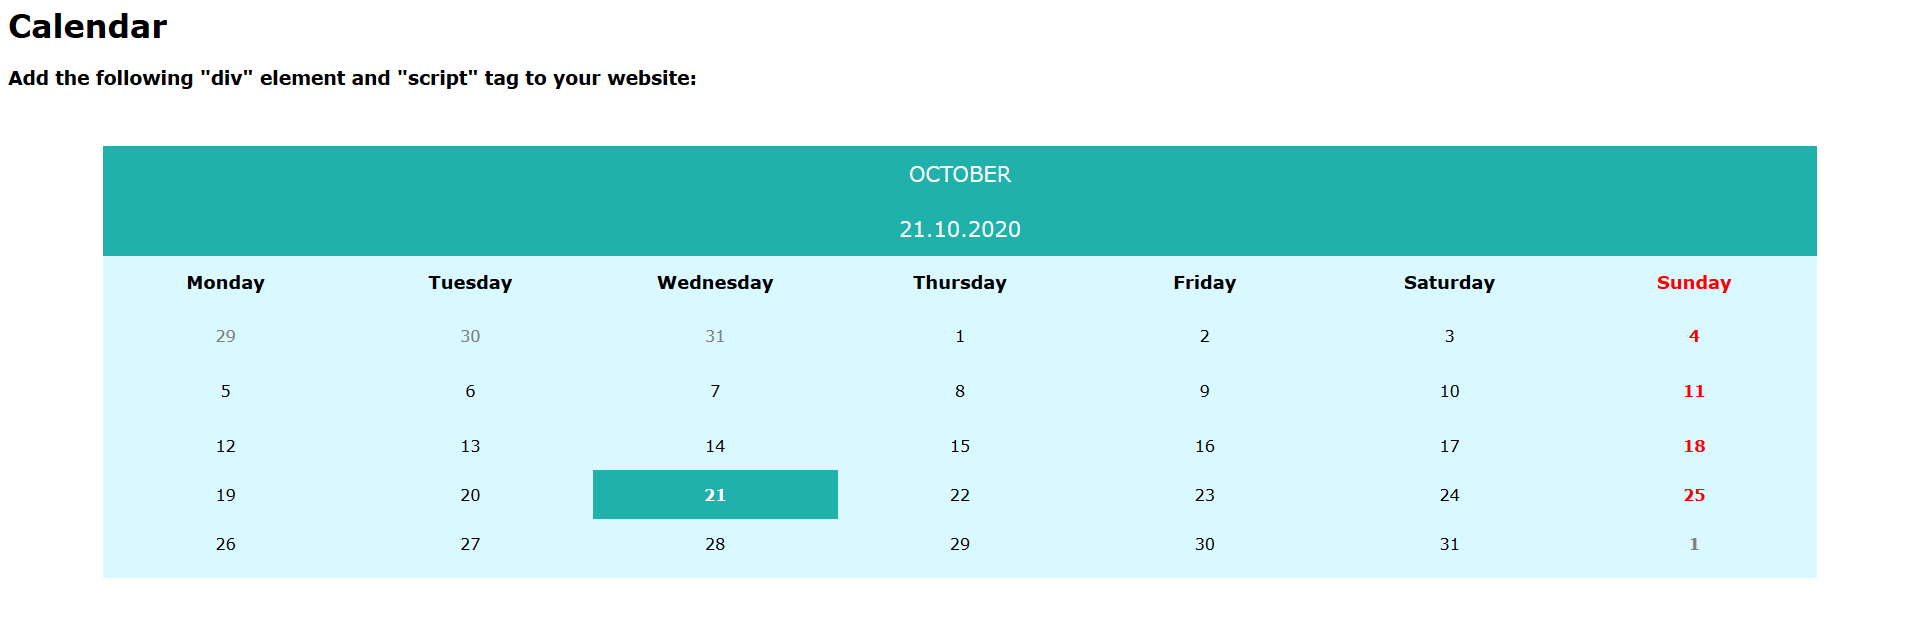 Calendar
Add the following "div" element and "script" tag to your website:
OCTOBER
21.10.2020
Monday Tuesday Wednesday Thursday Friday Saturday Sunday
29 30 31 1 2 3 4
5 6 7 8 9 10 11
12 13 14 15 16 17 18
19 20 21 22 23 24 25
26 27 28 29 30 31 1